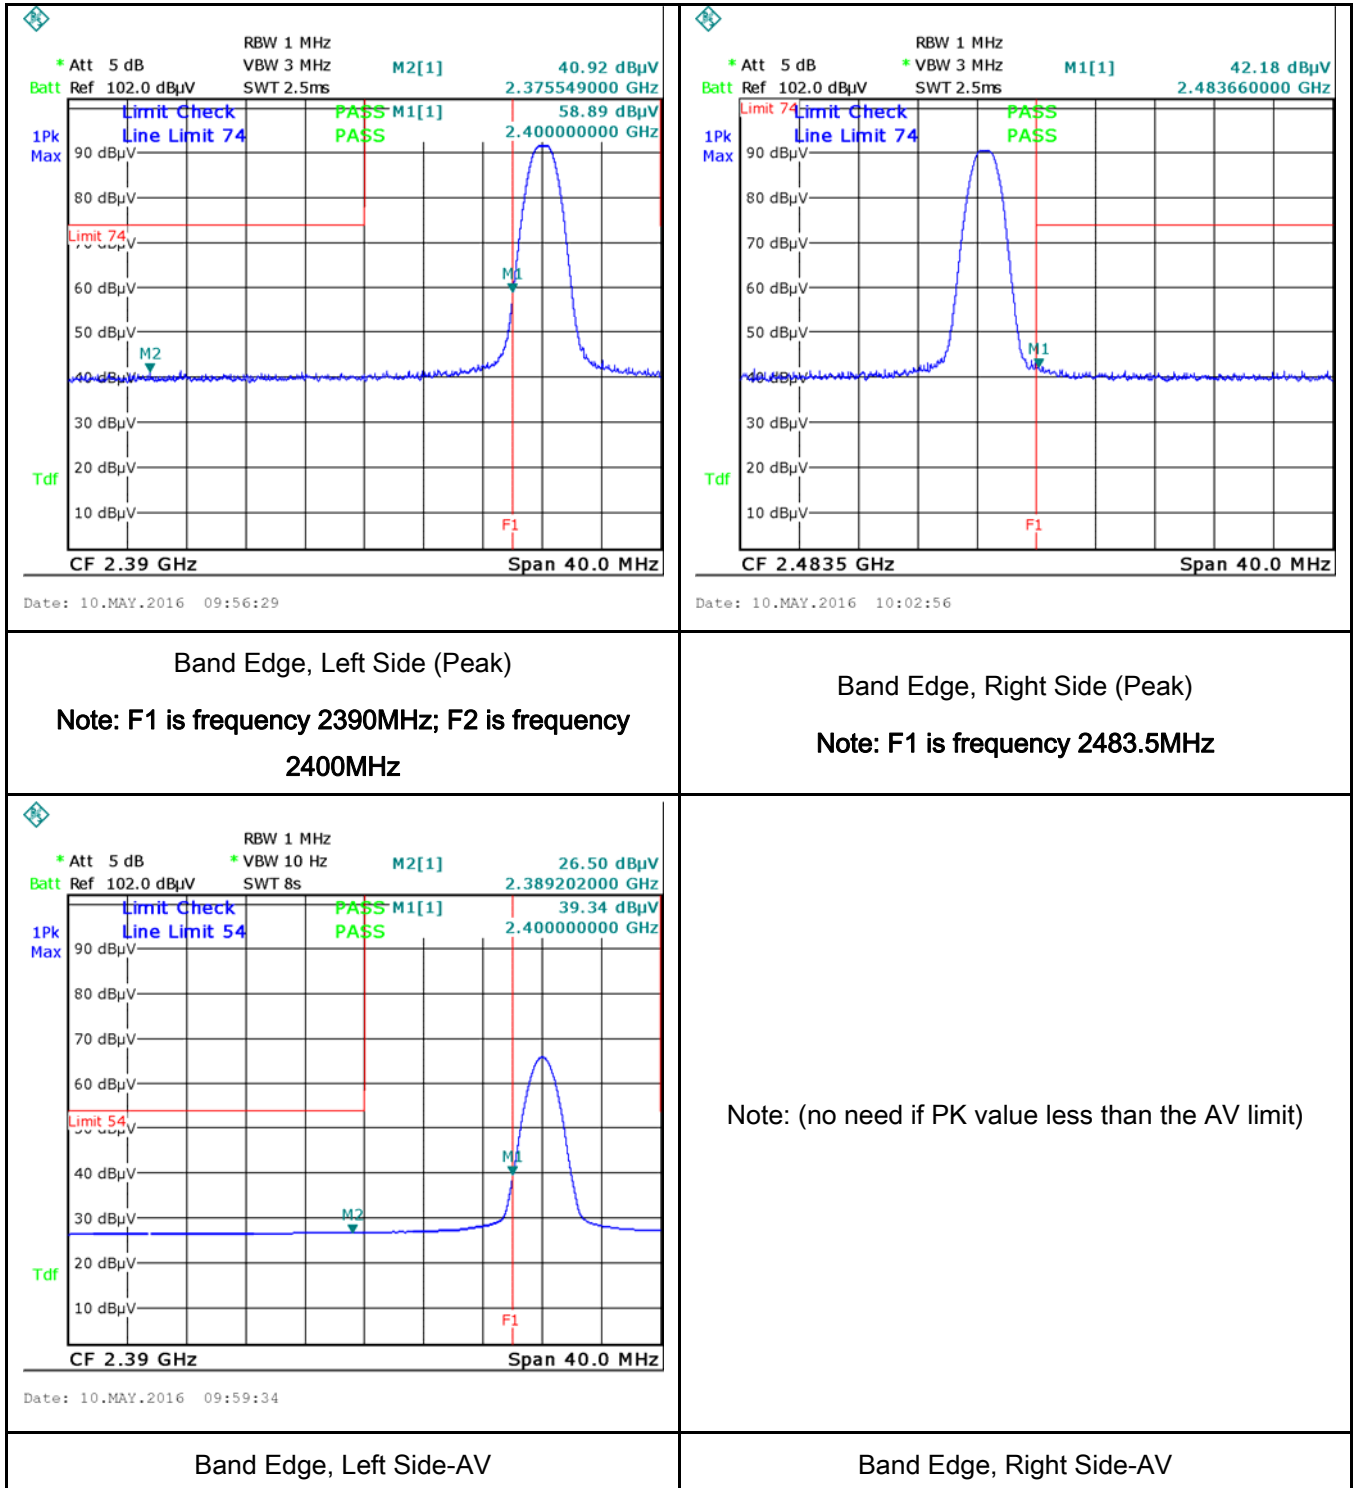 RBW 1 MHz
* Att 5 dB VBW 3 MHz M2[1] 40.92 dBµV
Batt Ref 102.0 dBµV SWT 2.5ms 2.375549000 GHz
Limit Check PASS M1[1] 58.89 dBµV
1Pk Line Limit 74 PASS 2.400000000 GHz
Max 90 dBµV
80 dBµV
Limit 74
70 dBµV
M1
60 dBµV
50 dBµV
M2
40 dBµV
30 dBµV
20 dBµV
Tdf
10 dBµV
F1
CF 2.39 GHz Span 40.0 MHz
Date: 10.MAY.2016 09:56:29
RBW 1 MHz
* Att 5 dB * VBW 3 MHz M1[1] 42.18 dBµV
Batt Ref 102.0 dBµV SWT 2.5ms 2.483660000 GHz
Limit 74 Limit Check PASS
1Pk Line Limit 74 PASS
Max 90 dBµV
80 dBµV
70 dBµV
60 dBµV
50 dBµV
M1
40 dBµV
30 dBµV
20 dBµV
Tdf
10 dBµV
F1
CF 2.4835 GHz Span 40.0 MHz
Date: 10.MAY.2016 10:02:56
Band Edge, Left Side (Peak)
Note: F1 is frequency 2390MHz; F2 is frequency
2400MHz
Band Edge, Right Side (Peak)
Note: F1 is frequency 2483.5MHz
RBW 1 MHz
* Att 5 dB * VBW 10 Hz M2[1] 26.50 dBµV
Batt Ref 102.0 dBµV SWT 8s 2.389202000 GHz
Limit Check PASS M1[1] 39.34 dBµV
1Pk Line Limit 54 PASS 2.400000000 GHz
Max 90 dBµV
80 dBµV
70 dBµV
60 dBµV
Limit 54
50 dBµV
M1
40 dBµV
M2
30 dBµV
20 dBµV
Tdf
10 dBµV
F1
CF 2.39 GHz Span 40.0 MHz
Date: 10.MAY.2016 09:59:34
Note: (no need if PK value less than the AV limit)
Band Edge, Left Side-AV
Band Edge, Right Side-AV